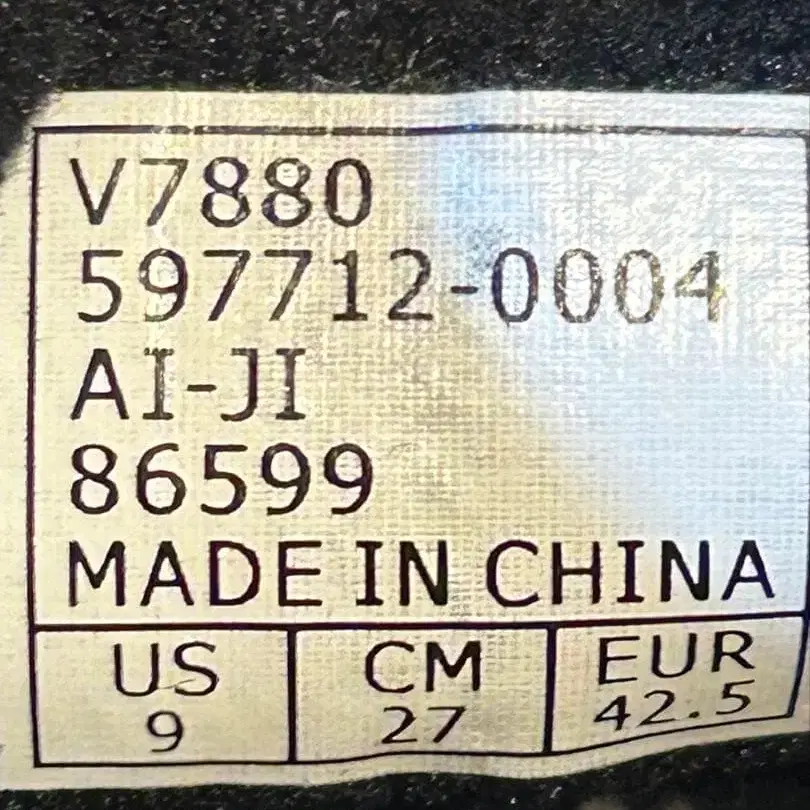 V7880
597712-0004
AI-JI
86599
MADE IN CHINA
US CM EUR
9 27 42.5